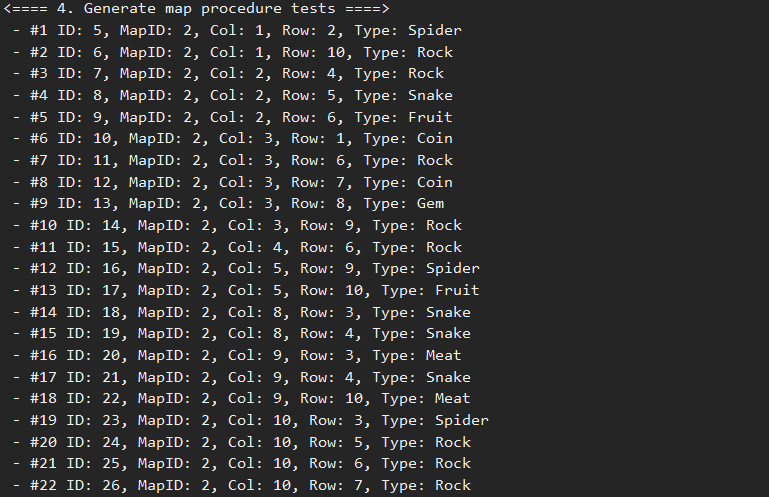 <==== 4. Generate map procedure tests ====>
- #1 ID: 5, MapID: 2, Col: 1, Row: 2, Type: Spider
- #2 ID: 6, MapID: 2, Col: 1, Row: 10, Type: Rock
- #3 ID: 7, MapID: 2, Col: 2, Row: 4, Type: Rock
- #4 ID: 8, MapID: 2, Col: 2, Row: 5, Type: Snake
- #5 ID: 9, MapID: 2, Col: 2, Row: 6, Type: Fruit
- #6 ID: 10, MapID: 2, Col: 3, Row: 1, Type: Coin
- #7 ID: 11, MapID: 2, Col: 3, Row: 6, Type: Rock
- #8 ID: 12, MapID: 2, Col: 3, Row: 7, Type: Coin
- #9 ID: 13, MapID: 2, Col: 3, Row: 8, Type: Gem
- #10 ID: 14, MapID: 2, Col: 3, Row: 9, Type: Rock
- #11 ID: 15, MapID: 2, Col: 4, Row: 6, Type: Rock
- #12 ID: 16, MapID: 2, Col: 5, Row: 9, Type: Spider
- #13 ID: 17, MapID: 2, Col: 5, Row: 10, Type: Fruit
- #14 ID: 18, MapID: 2, Col: 8, Row: 3, Type: Snake
- #15 ID: 19, MapID: 2, Col: 8, Row: 4, Type: Snake
- #16 ID: 20, MapID: 2, Col: 9, Row: 3, Type: Meat
- #17 ID: 21, MapID: 2, Col: 9, Row: 4, Type: Snake
- #18 ID: 22, MapID: 2, Col: 9, Row: 10, Type: Meat
- #19 ID: 23, MapID: 2, Col: 10, Row: 3, Type: Spider
- #20 ID: 24, MapID: 2, Col: 10, Row: 5, Type: Rock
- #21 ID: 25, MapID: 2, Col: 10, Row: 6, Type: Rock
- #22 ID: 26, MapID: 2, Col: 10, Row: 7, Type: Rock